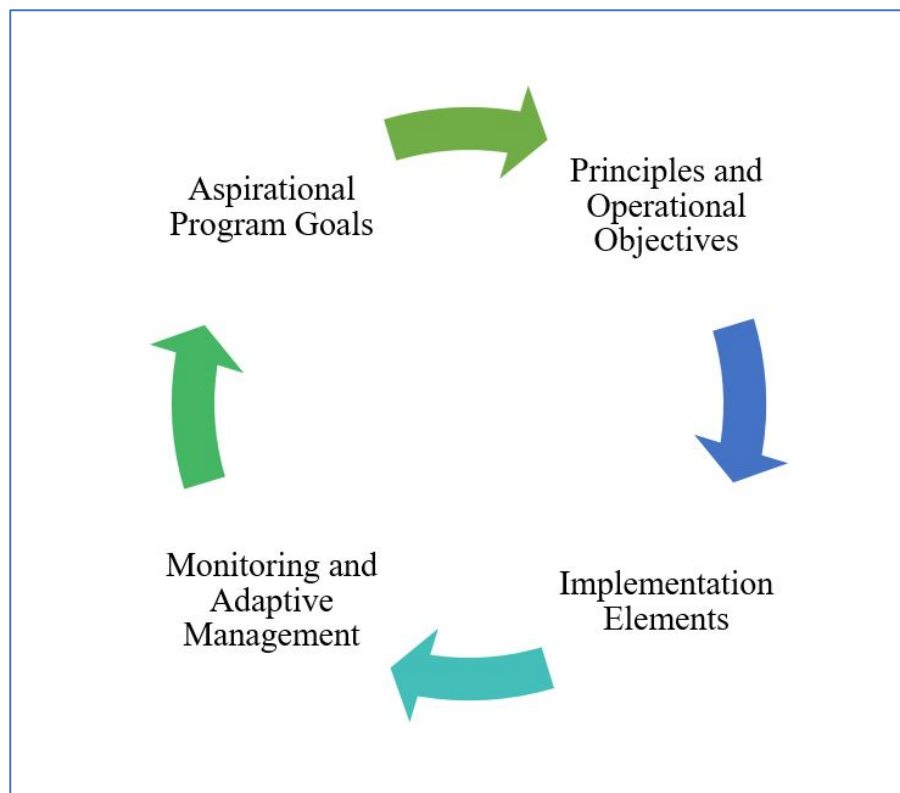 Aspirational
Program Goals
Principles and
Operational
Objectives
Implementation
Elements
Monitoring and
Adaptive
Management